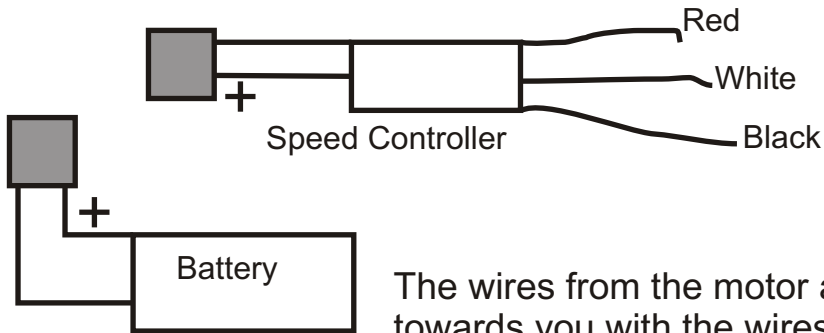 Red
White
+
Speed Controller
Black
+
Battery
The wires from the motor a
towards you with the wires